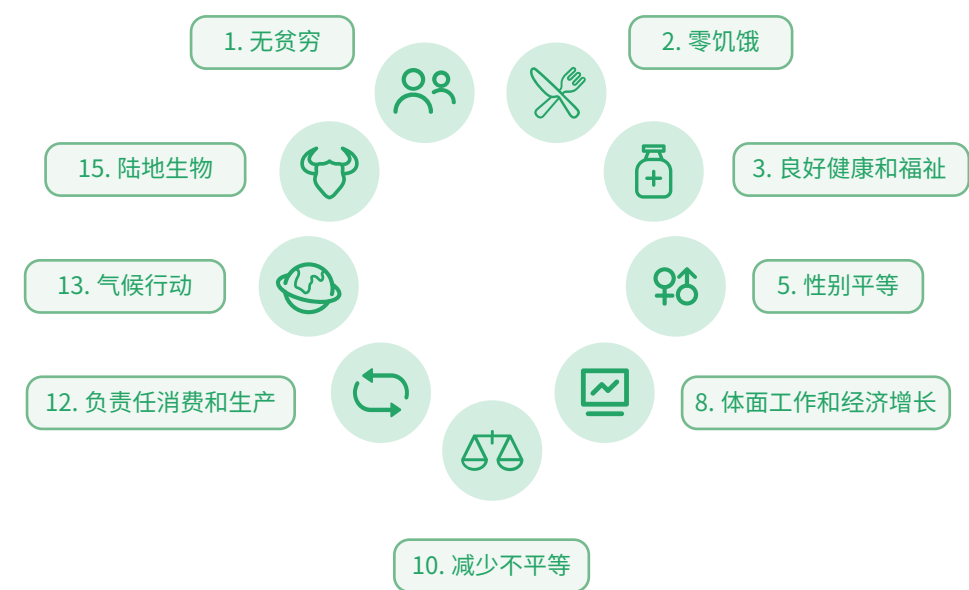 1. 无贫穷
2. 零饥饿
15. 陆地生物
3. 良好健康和福祉
13. 气候行动
5. 性别平等
12. 负责任消费和生产
8. 体面工作和经济增长
10. 减少不平等